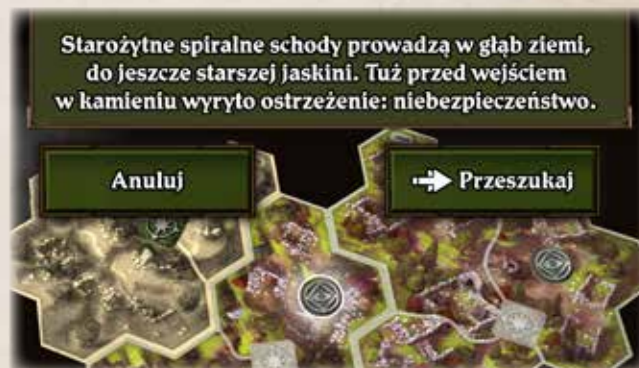 Starożytne spiralne schody prowadzą w głąb ziemi,
do jeszcze starszej jaskini. Tuż przed wejściem
w kamieniu wyryto ostrzeżenie: niebezpieczeństwo.
Anuluj
Przeszukaj